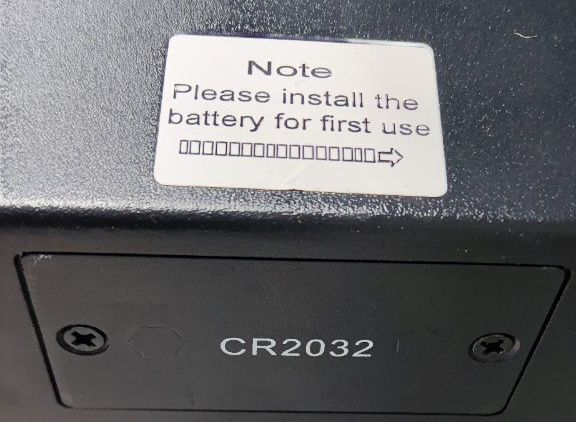 Note
Please install the
battery for first use
▯▯▯▯▯▯▯▯▯▯▯▯▯▯▯▯⇨
CR2032